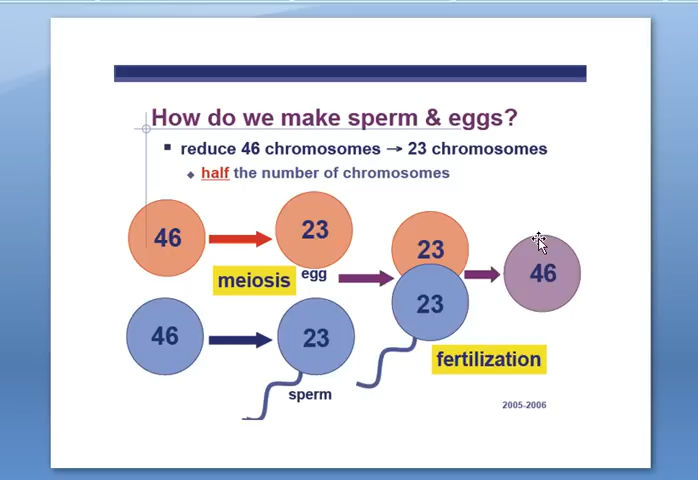 How do we make sperm & eggs?
reduce 46 chromosomes → 23 chromosomes
half the number of chromosomes
46
23
egg
meiosis
46
23
sperm
23
23
46
fertilization
2005-2006